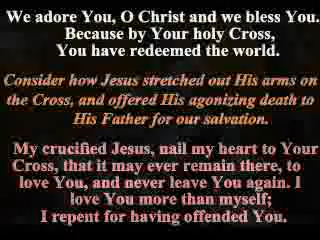 We adore You, O Christ and we bless You.
Because by Your holy Cross,
You have redeemed the world.
Consider how Jesus stretched out His arms on
the Cross, and offered His agonizing death to
His Father for our salvation.
My crucified Jesus, nail my heart to Your
Cross, that it may ever remain there, to
love You, and never leave You again. I
love You more than myself;
I repent for having offended You.